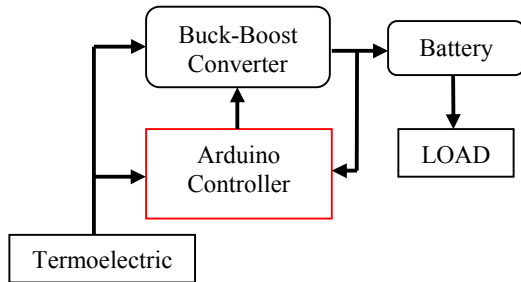 Buck-Boost
Converter
Battery
Arduino
Controller
LOAD
Termoelectric